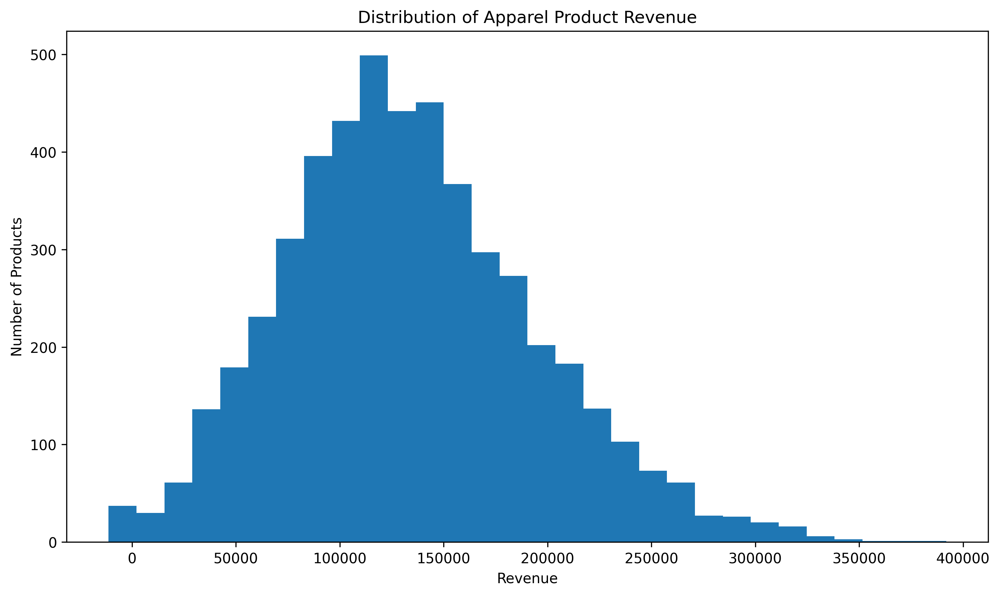 Distribution of Apparel Product Revenue
500
400
300
200
100
0
Number of Products
0 50000 100000 150000 200000 250000 300000 350000 400000
Revenue